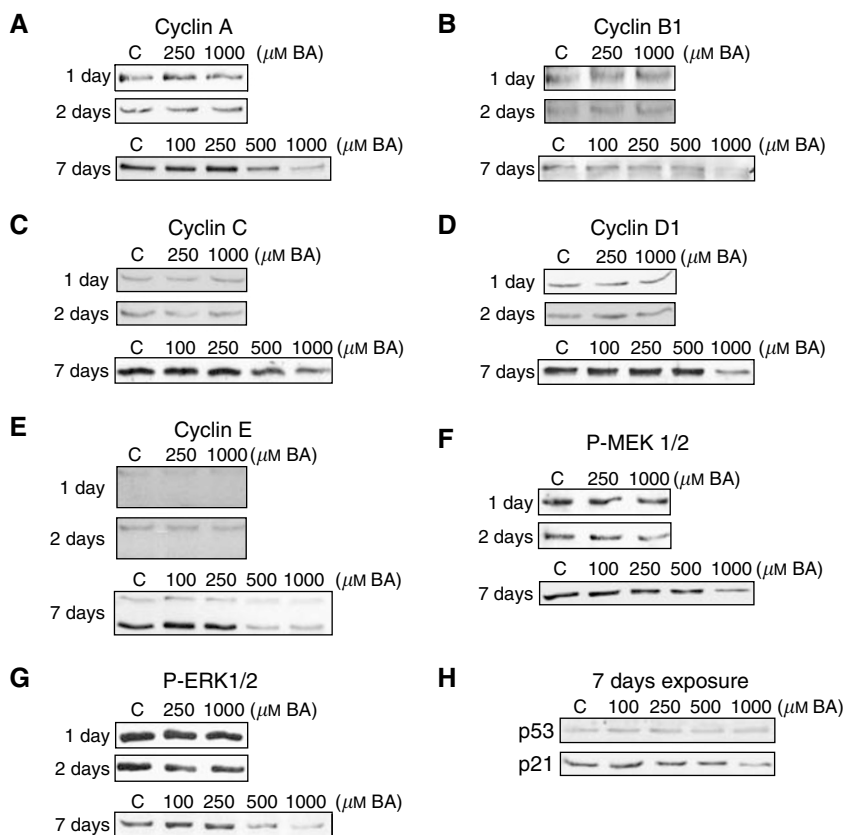 A
Cyclin A
C 250 1000 (μM BA)
1 day
2 days
C 100 250 500 1000 (μM BA)
7 days
B
Cyclin B1
C 250 1000 (μM BA)
1 day
2 days
C 100 250 500 1000 (μM BA)
7 days
C
Cyclin C
C 250 1000 (μM BA)
1 day
2 days
C 100 250 500 1000 (μM BA)
7 days
D
Cyclin D1
C 250 1000 (μM BA)
1 day
2 days
C 100 250 500 1000 (μM BA)
7 days
E
Cyclin E
C 250 1000 (μM BA)
1 day
2 days
C 100 250 500 1000 (μM BA)
7 days
F
P-MEK 1/2
C 250 1000 (μM BA)
1 day
2 days
C 100 250 500 1000 (μM BA)
7 days
G
P-ERK1/2
C 250 1000 (μM BA)
1 day
2 days
C 100 250 500 1000 (μM BA)
7 days
H
7 days exposure
C 100 250 500 1000 (μM BA)
p53
p21